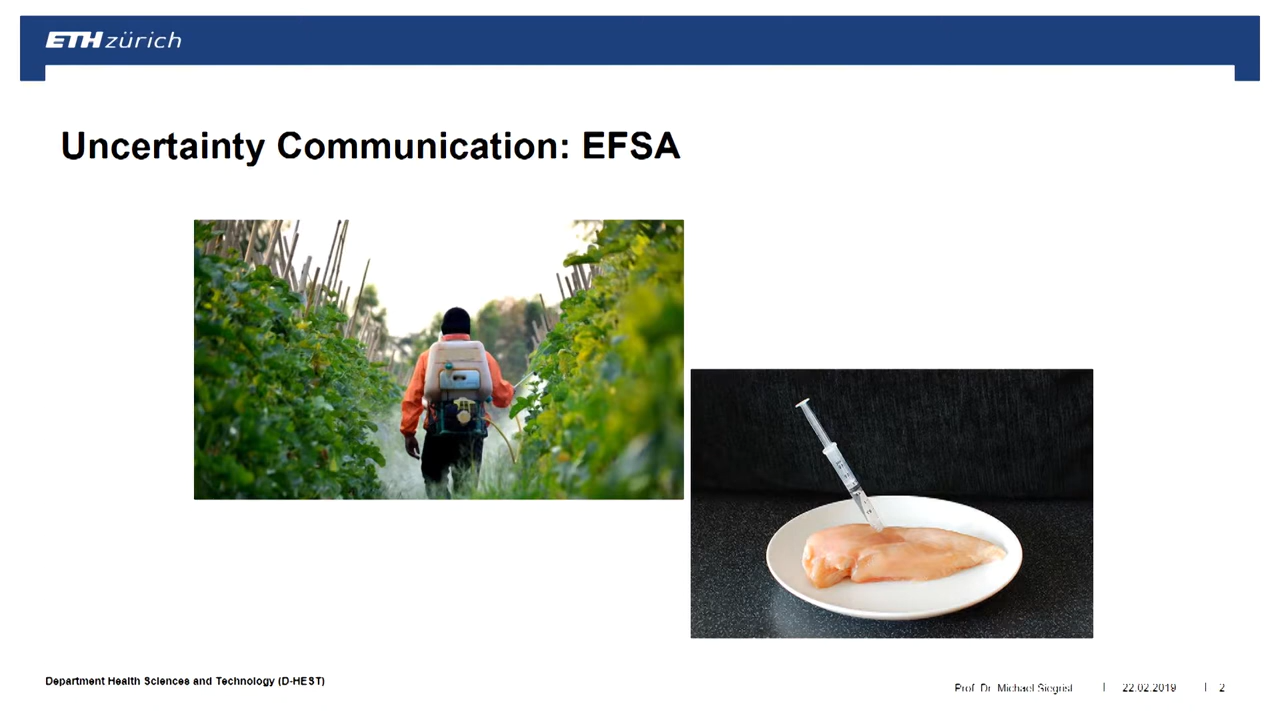 ETH zürich
Uncertainty Communication: EFSA
Department Health Sciences and Technology (D-HEST)
Prof. Dr. Michael Siegrist | 22.02.2019 | 2